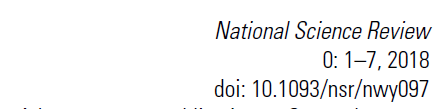 National Science Review
0: 1–7, 2018
doi: 10.1093/nsr/nwy097